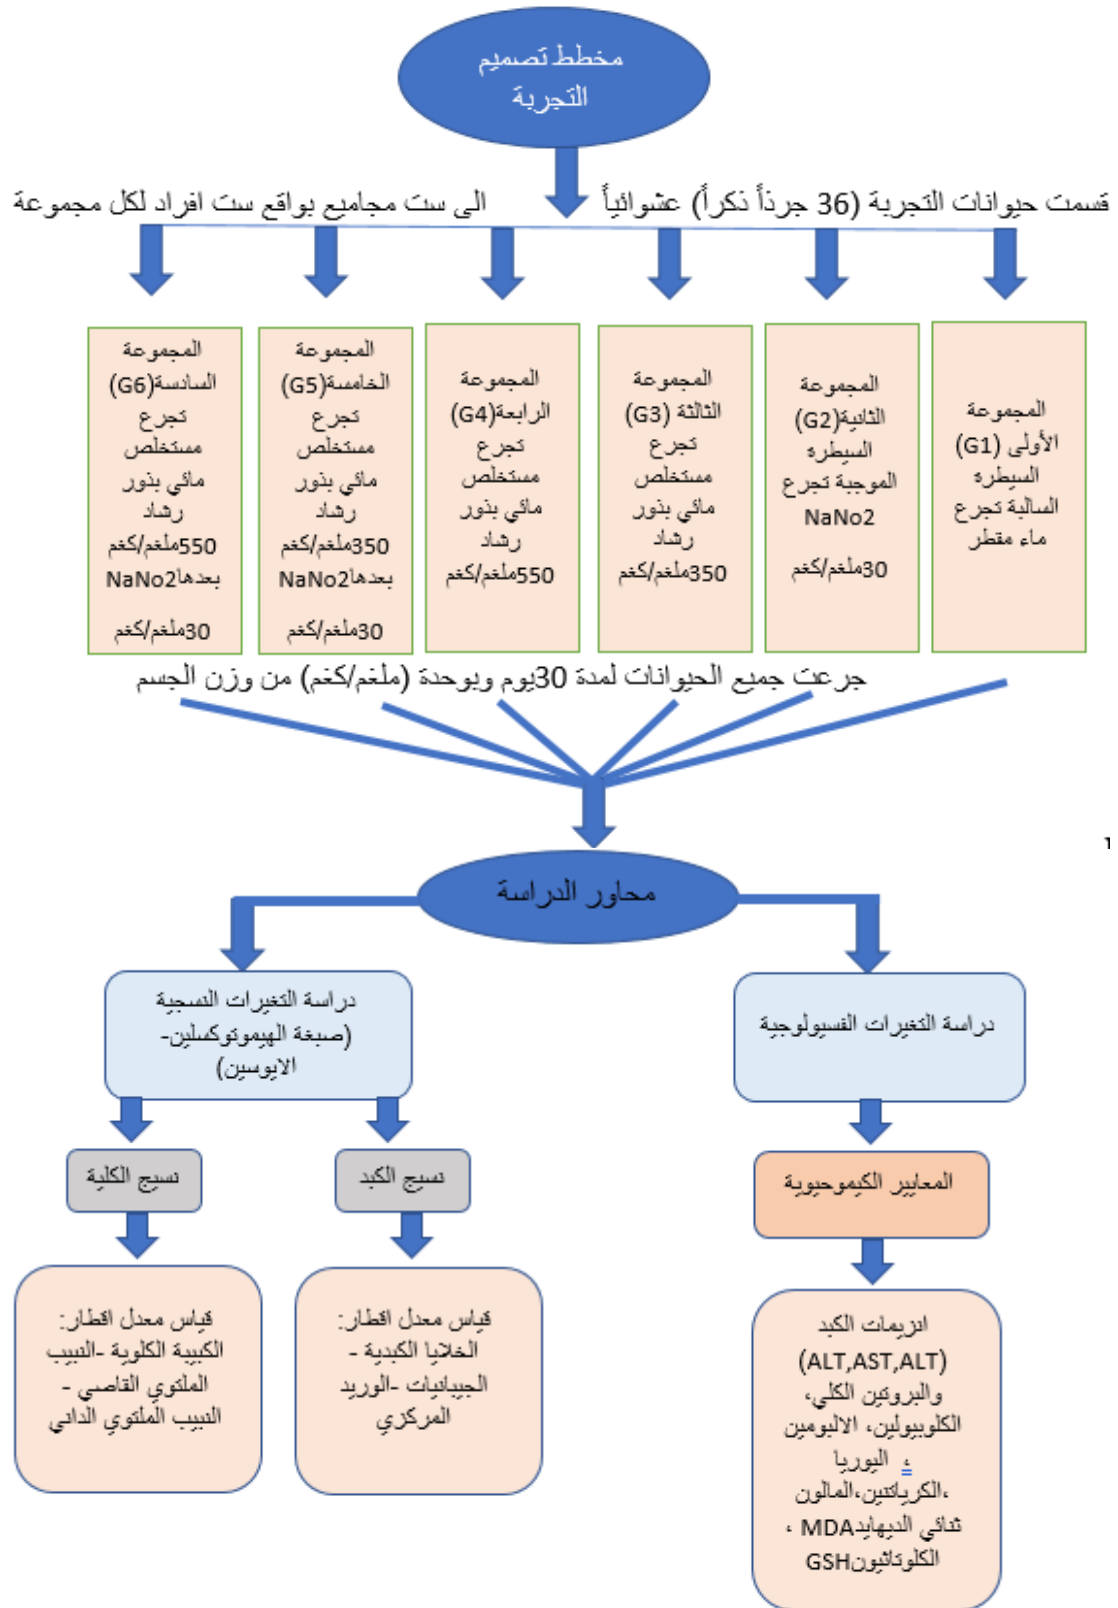 مخطط تصميم
التجربة
قسمت حيوانات التجربة (36 جرذاً ذكراً) عشوائياً الى ست مجاميع بواقع ست افراد لكل مجموعة
المجموعة
الأولى (G1)
السيطرة
السالبة تجرع
ماء مقطر
المجموعة
الثانية(G2)
السيطرة
الموجبة تجرع
NaNo2
30ملغم/كغم
المجموعة
الثالثة (G3)
تجرع
مستخلص
مائي بذور
رشاد
350ملغم/كغم
المجموعة
الرابعة(G4)
تجرع
مستخلص
مائي بذور
رشاد
550ملغم/كغم
المجموعة
الخامسة(G5)
تجرع
مستخلص
مائي بذور
رشاد
350ملغم/كغم
بعدهاNaNo2
30ملغم/كغم
المجموعة
السادسة(G6)
تجرع
مستخلص
مائي بذور
رشاد
550ملغم/كغم
بعدهاNaNo2
30ملغم/كغم
جرعت جميع الحيوانات لمدة 30يوم وبوحدة (ملغم/كغم) من وزن الجسم
محاور الدراسة
دراسة التغيرات الفسيولوجية
المعايير الكيموحيوية
انزيمات الكبد
(ALT,AST,ALT)
والبروتين الكلي،
الكلوبيولين، الالبومين
، اليوريا
،الكرياتتين،المالون
ثنائي الديهايدMDA ،
الكلوتاثيونGSH
دراسة التغيرات النسجية
(صبغة الهيموتوكسلين-
الايوسين)
نسيج الكبد
قياس معدل اقطار:
الخلايا الكبدية -
الجيبانيات -الوريد
المركزي
نسيج الكلية
قياس معدل اقطار:
الكبيبة الكلوية -النبيب
الملتوي القاصي -
النبيب الملتوي الداني